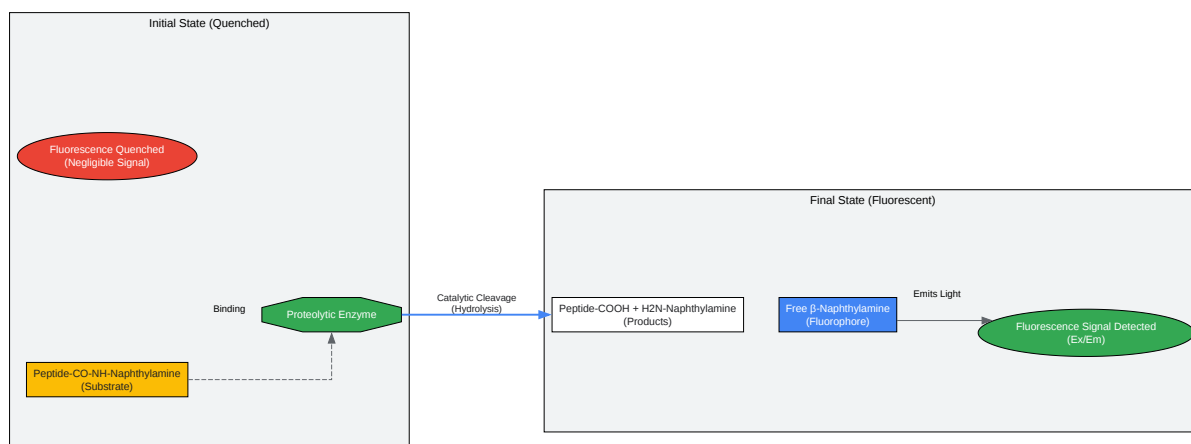 Initial State (Quenched)
Fluorescence Quenched
(Negligible Signal)
Binding
Proteolytic Enzyme
Peptide-CO-NH-Naphthylamine
(Substrate)
Catalytic Cleavage
(Hydrolysis)
Final State (Fluorescent)
Peptide-COOH + H2N-Naphthylamine
(Products)
Free β-Naphthylamine
(Fluorophore)
Emits Light
Fluorescence Signal Detected
(Ex/Em)